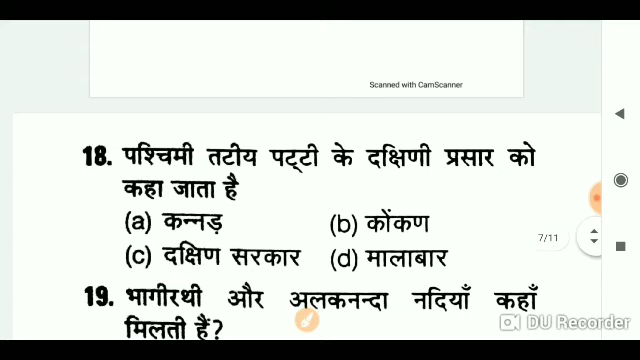 Scanned with CamScanner
18. पश्चिमी तटीय पट्टी के दक्षिणी प्रसार को
कहा जाता है
(a) कन्नड़ (b) कोंकण
(c) दक्षिण सरकार (d) मालाबार
7/11
19. भागीरथी और अलकनन्दा नदियाँ कहाँ
मिलती हैं?
DU Recorder